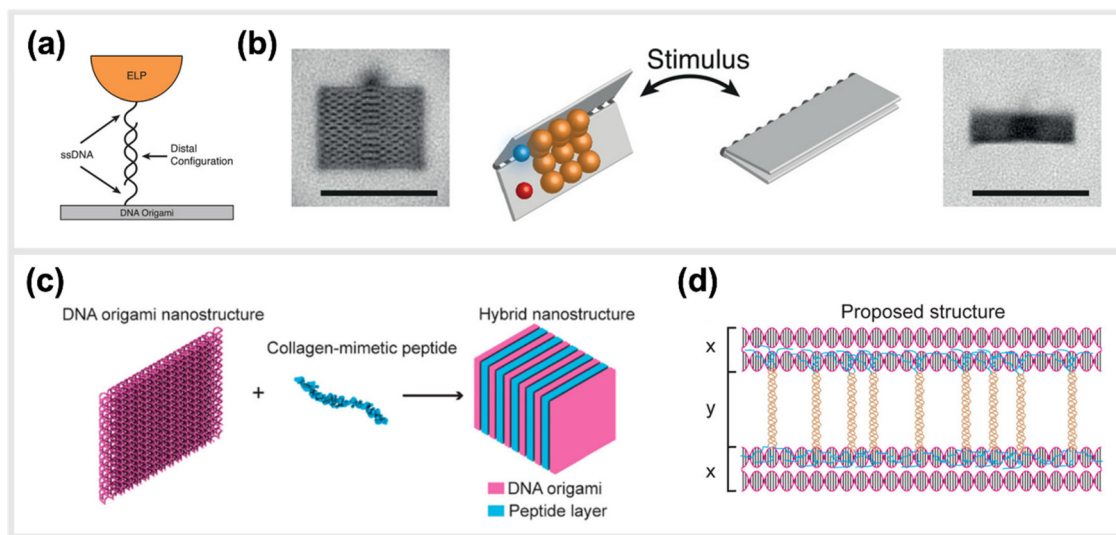 (a)
ELP
ssDNA
Distal
Configuration
DNA Origami
(b)
Stimulus
(c)
DNA origami nanostructure
+
Collagen-mimetic peptide
Hybrid nanostructure
DNA origami
Peptide layer
(d)
Proposed structure
x
y
x